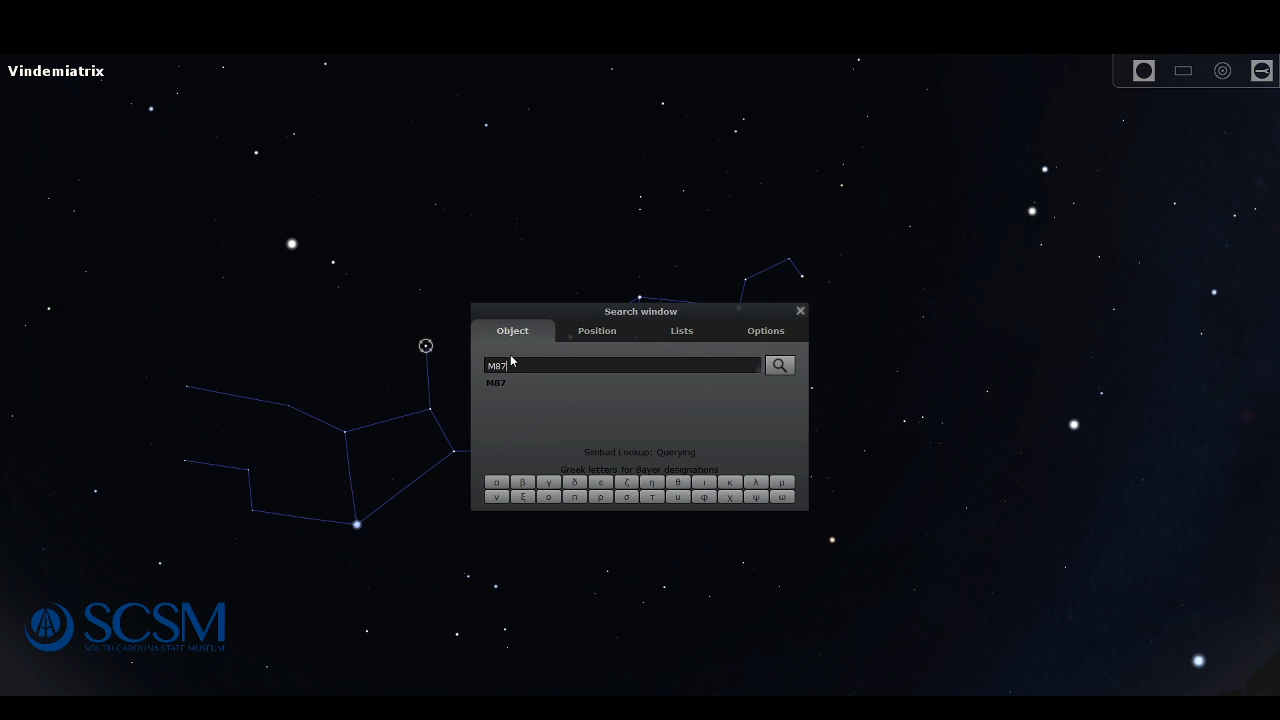 Vindemiatrix
Search window
Object Position Lists Options
M87
M87
Simbad Lookup: Querying
Greek letters for Bayer designations
α β γ δ ε ζ η θ ι κ λ μ
ν ξ ο π ρ σ τ υ φ χ ψ ω
SCSM
SOUTH CAROLINA STATE MUSEUM